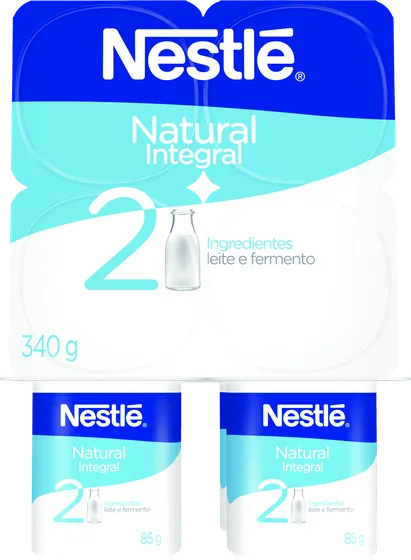 Nestlé®
Natural
Integral
2
Ingredientes
leite e fermento
340 g
Nestlé®
Natural
Integral
2
Ingredientes
leite e fermento
85 g
Nestlé®
Natural
Integral
2
Ingredientes
leite e fermento
85 g